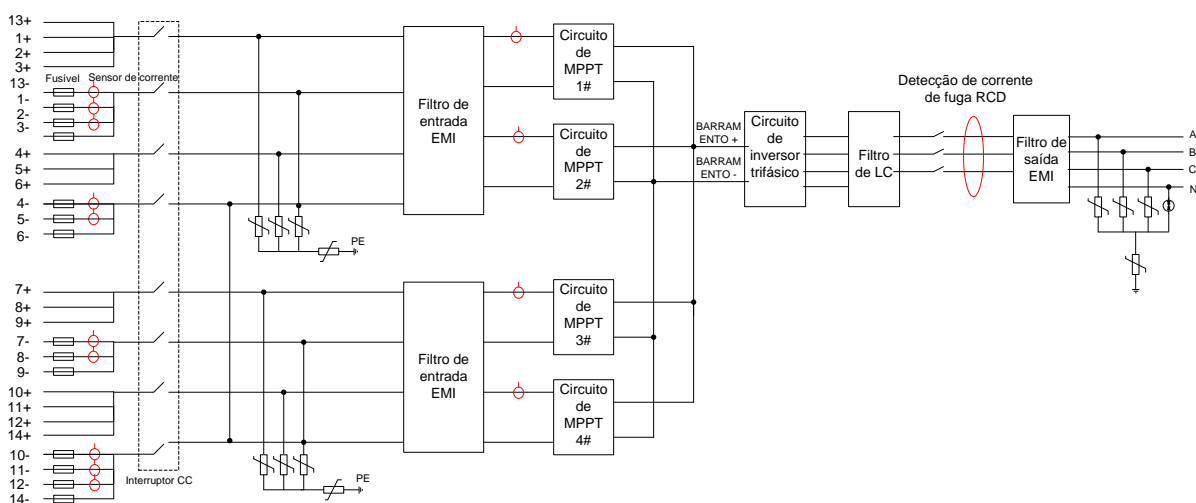 13+
1+
2+
3+
13-
1-
2-
3-
Fusível
Sensor de corrente
4+
5+
6+
4-
5-
6-
7+
8+
9+
7-
8-
9-
10+
11+
12+
14+
10-
11-
12-
14-
Interruptor CC
PE
PE
Filtro de
entrada
EMI
Filtro de
entrada
EMI
Circuito
de
MPPT
1#
Circuito
de
MPPT
2#
Circuito
de
MPPT
3#
Circuito
de
MPPT
4#
BARRAM
ENTO +
BARRAM
ENTO -
Circuito
de
inversor
trifásico
Filtro
de LC
Detecção de corrente
de fuga RCD
Filtro de
saída
EMI
A
B
C
N